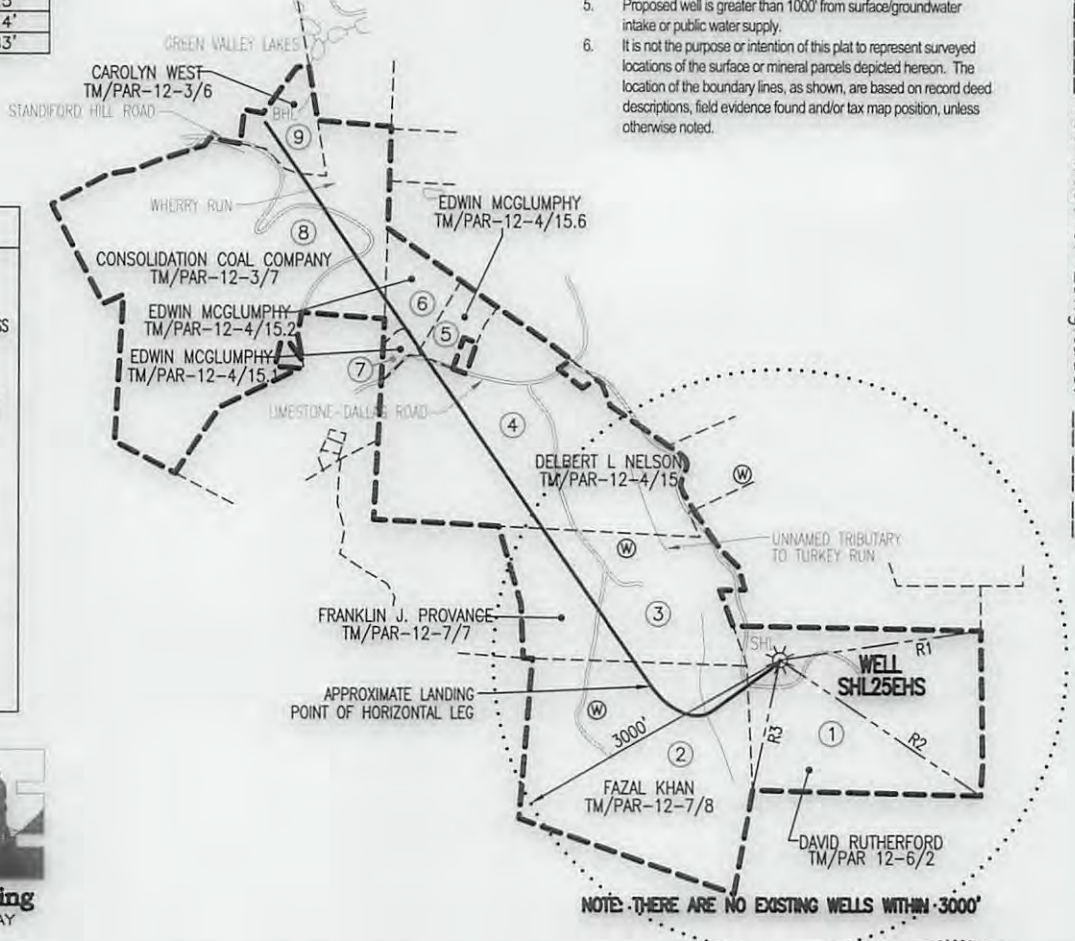 5'
4'
33'
5. Proposed well is greater than 1000' from surface/groundwater
intake or public water supply.
6. It is not the purpose or intention of this plat to represent surveyed
locations of the surface or mineral parcels depicted hereon. The
location of the boundary lines, as shown, are based on record deed
descriptions, field evidence found and/or tax map position, unless
otherwise noted.
GREEN VALLEY LAKES
CAROLYN WEST
TM/PAR-12-3/6
STANDIFORD HILL ROAD
BHL
9
WHERRY RUN
EDWIN MCGLUMPHY
TM/PAR-12-4/15.6
8
CONSOLIDATION COAL COMPANY
TM/PAR-12-3/7
EDWIN MCGLUMPHY
TM/PAR-12-4/15.2
6
5
EDWIN MCGLUMPHY
TM/PAR-12-4/15.1
7
LIMESTONE-DALLAS ROAD
4
DELBERT L NELSON
TM/PAR-12-4/15
W
W
UNNAMED TRIBUTARY
TO TURKEY RUN
FRANKLIN J. PROVANCE
TM/PAR-12-7/7
3
SHL
R1
WELL
SHL25EHS
APPROXIMATE LANDING
POINT OF HORIZONTAL LEG
W
3000'
R3
R2
1
2
FAZAL KHAN
TM/PAR-12-7/8
DAVID RUTHERFORD
TM/PAR 12-6/2
NOTE: THERE ARE NO EXISTING WELLS WITHIN 3000'
SS
ing
AY